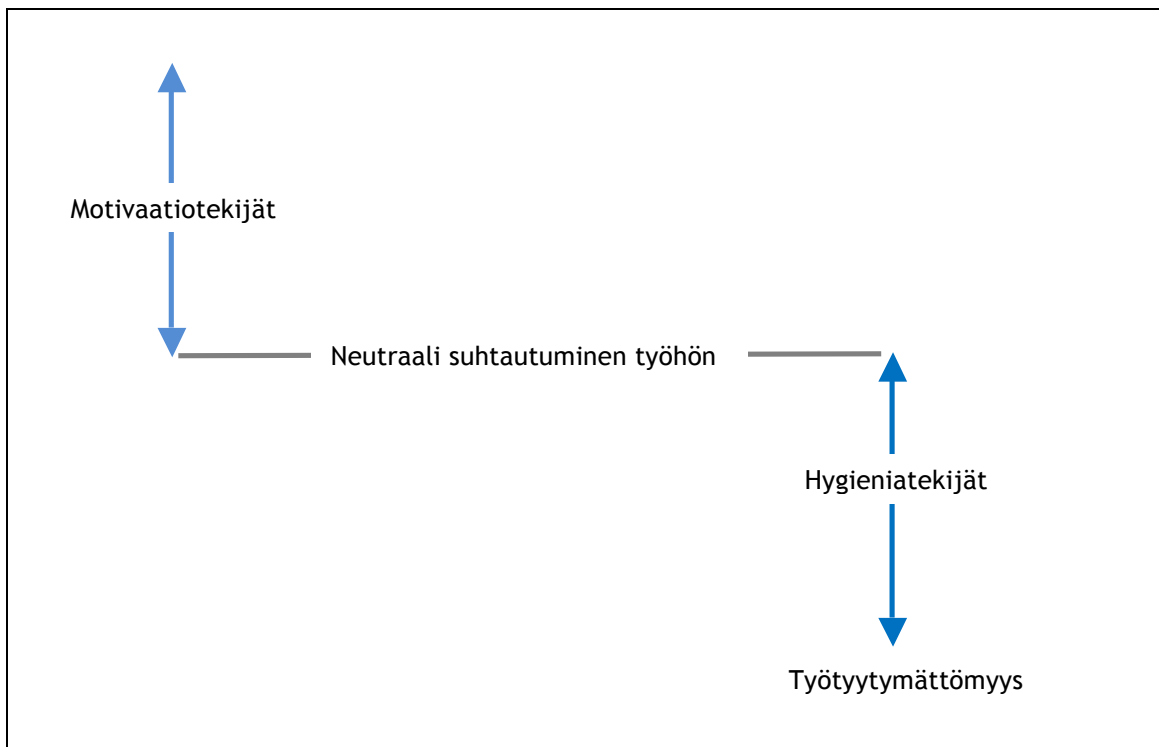 Motivaatiotekijät
Neutraali suhtautuminen työhön
Hygieniatekijät
Työtyytymättömyys